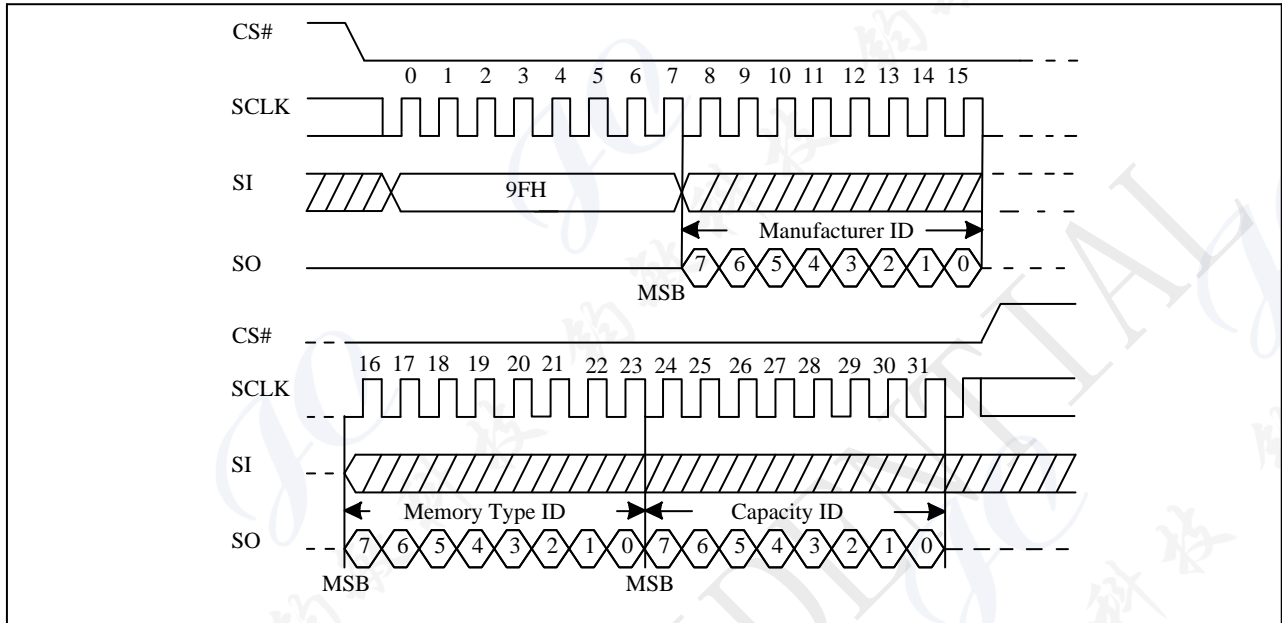 CS#
0 1 2 3 4 5 6 7 8 9 10 11 12 13 14 15
SCLK
SI
9FH
Manufacturer ID
SO
7 6 5 4 3 2 1 0
MSB
CS#
16 17 18 19 20 21 22 23 24 25 26 27 28 29 30 31
SCLK
SI
Memory Type ID
Capacity ID
SO
7 6 5 4 3 2 1 0 7 6 5 4 3 2 1 0
MSB
MSB